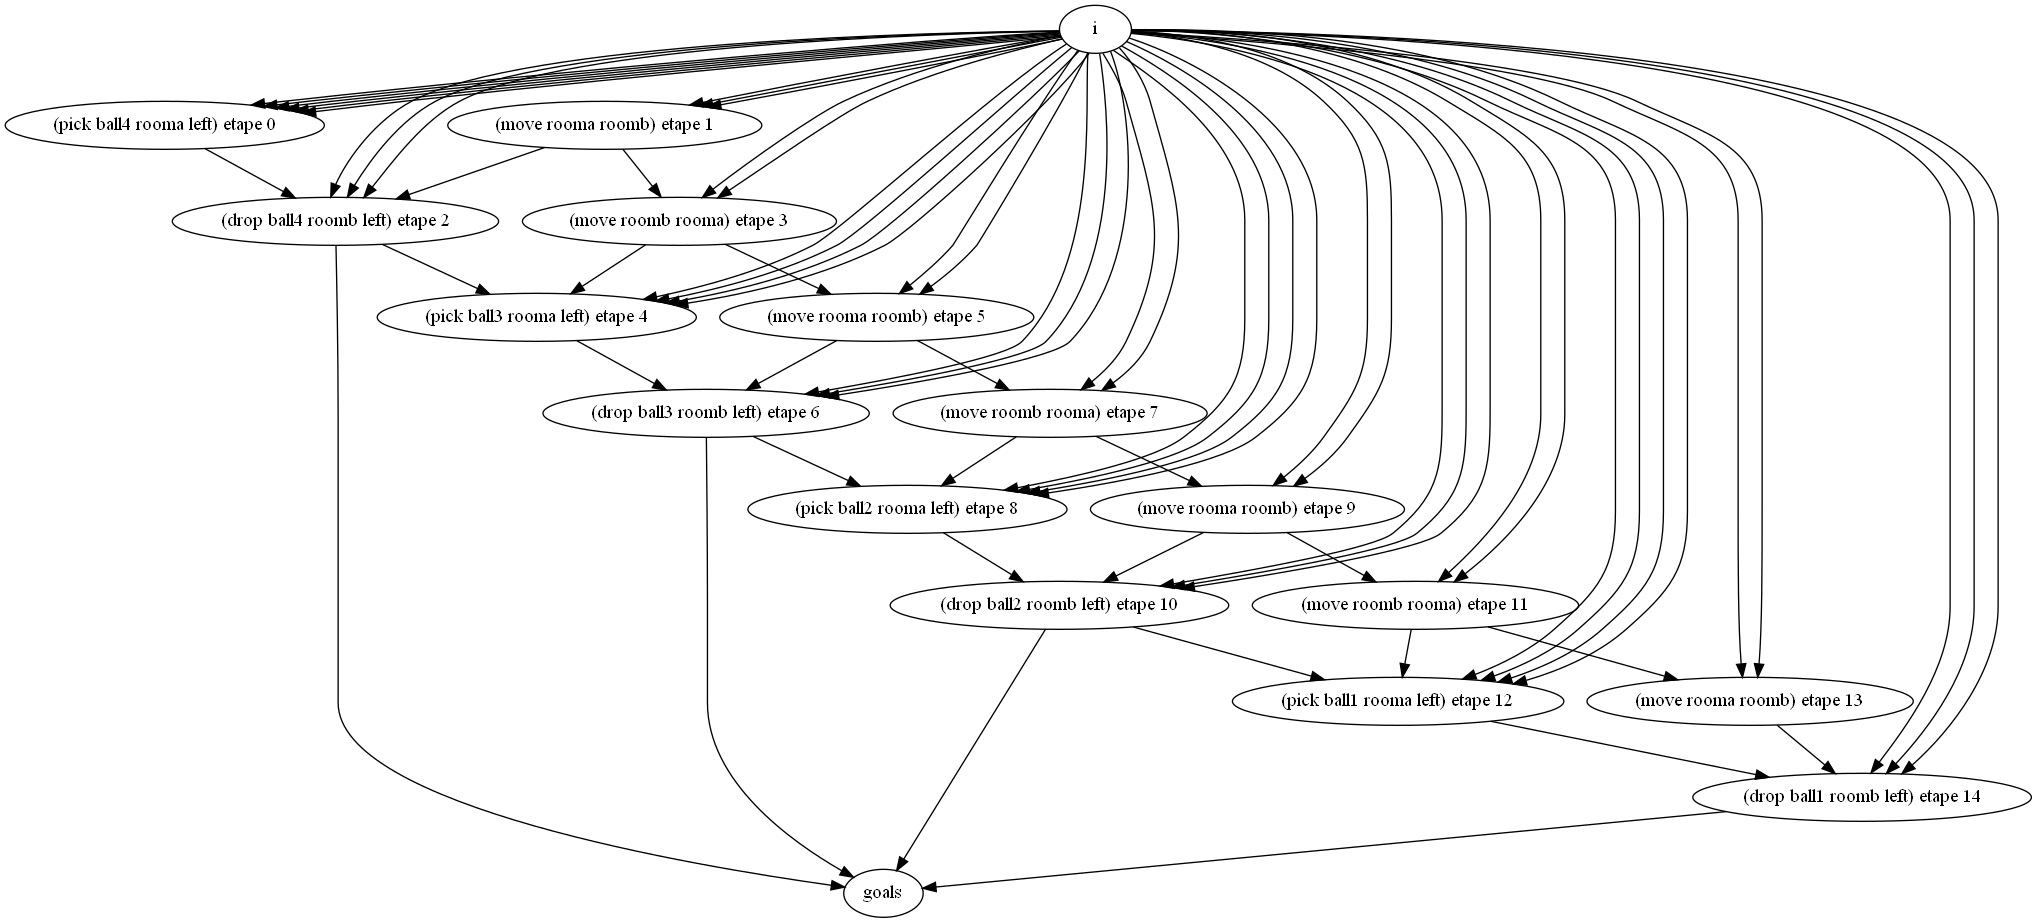 i
(pick ball4 rooma left) etape 0
(move rooma roomb) etape 1
(drop ball4 roomb left) etape 2
(move roomb rooma) etape 3
(pick ball3 rooma left) etape 4
(move rooma roomb) etape 5
(drop ball3 roomb left) etape 6
(move roomb rooma) etape 7
(pick ball2 rooma left) etape 8
(move rooma roomb) etape 9
(drop ball2 roomb left) etape 10
(move roomb rooma) etape 11
(pick ball1 rooma left) etape 12
(move rooma roomb) etape 13
(drop ball1 roomb left) etape 14
goals